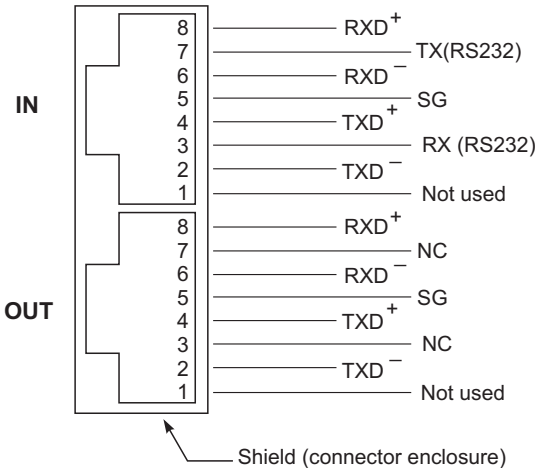 IN
8 RXD+
7 TX(RS232)
6 RXD−
5 SG
4 TXD+
3 RX (RS232)
2 TXD−
1 Not used
OUT
8 RXD+
7 NC
6 RXD−
5 SG
4 TXD+
3 NC
2 TXD−
1 Not used
Shield (connector enclosure)